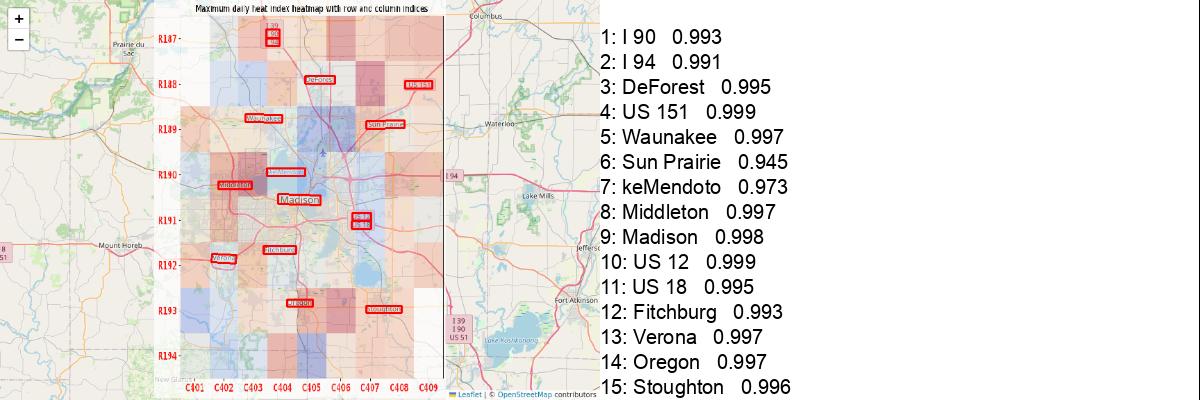 Maximum daily heat index heatmap with row and column indices
+
−
Columbus
Prairie du
Sac
I 39
I 90
I 94
R187
R188
R189
R190
R191
R192
R193
R194
DeForest
US 151
Waunakee
Sun Prairie
Waterloo
I 94
Middleton
Madison
Lake Mills
US 12
US 18
Mount Horeb
8
51
Jefferso
Verona
Fitchburg
Oregon
Stoughton
Fort Atkinson
I 39
I 90
US 51
Lake Koshkonong
New Glarus
C401 C402 C403 C404 C405 C406 C407 C408 C409
Leaflet | © OpenStreetMap contributors
1: I 90 0.993
2: I 94 0.991
3: DeForest 0.995
4: US 151 0.999
5: Waunakee 0.997
6: Sun Prairie 0.945
7: keMendoto 0.973
8: Middleton 0.997
9: Madison 0.998
10: US 12 0.999
11: US 18 0.995
12: Fitchburg 0.993
13: Verona 0.997
14: Oregon 0.997
15: Stoughton 0.996